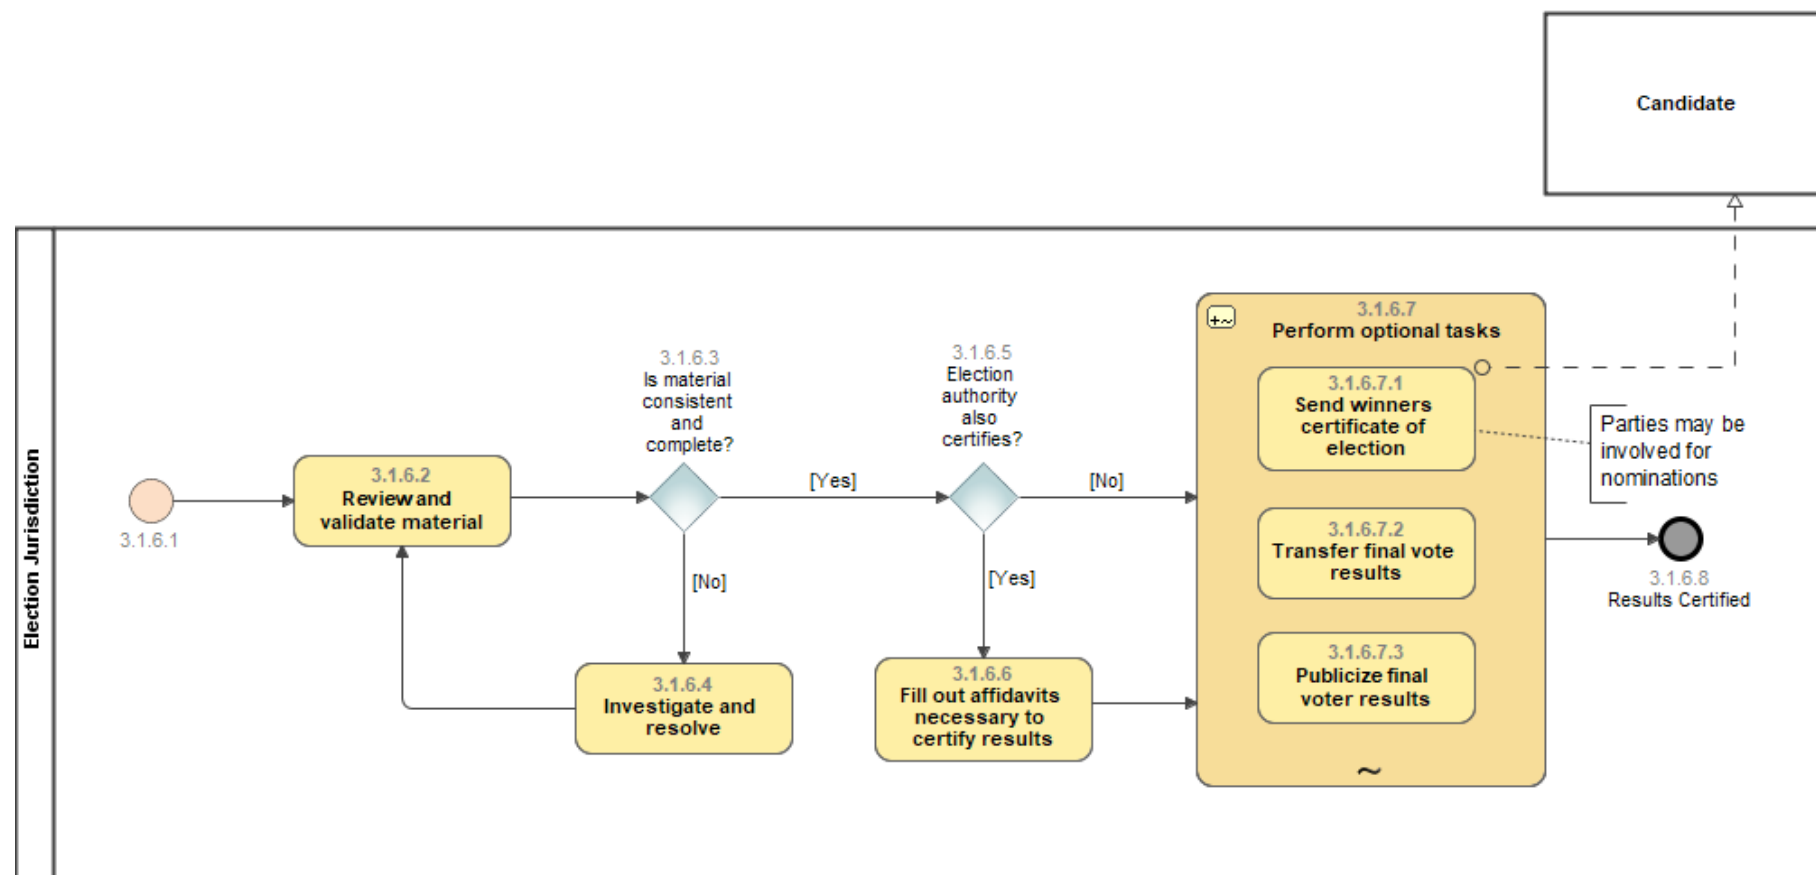 Candidate
Election Jurisdiction
3.1.6.1
3.1.6.2
Review and
validate material
3.1.6.3
Is material
consistent
and
complete?
[Yes]
[No]
3.1.6.4
Investigate and
resolve
3.1.6.5
Election
authority
also
certifies?
[No]
[Yes]
3.1.6.6
Fill out affidavits
necessary to
certify results
3.1.6.7
Perform optional tasks
3.1.6.7.1
Send winners
certificate of
election
Parties may be
involved for
nominations
3.1.6.7.2
Transfer final vote
results
3.1.6.7.3
Publicize final
voter results
3.1.6.8
Results Certified